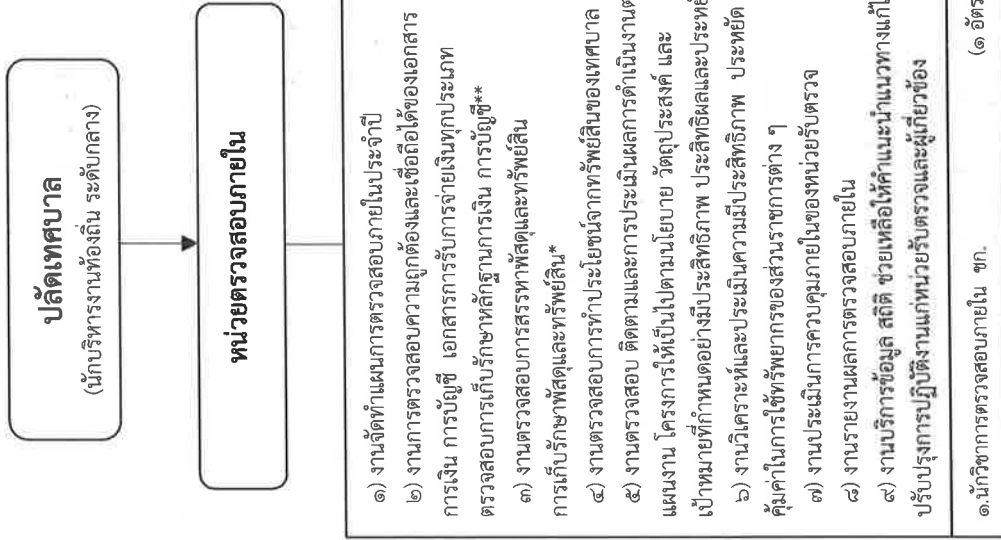 ปลัดเทศบาล
(นักบริหารงานท้องถิ่น ระดับกลาง)
หน่วยตรวจสอบภายใน
๑) งานจัดทำแผนการตรวจสอบภายในประจำปี
๒) งานการตรวจสอบความถูกต้องและเชื่อถือได้ของเอกสาร
การเงิน การบัญชี เอกสารการรับการจ่ายเงินทุกประเภท
ตรวจสอบการเก็บรักษาหลักฐานการเงิน การบัญชี**
๓) งานตรวจสอบการสรรหาพัสดุและทรัพย์สิน
การเก็บรักษาพัสดุและทรัพย์สิน*
๔) งานตรวจสอบการทำประโยชน์จากทรัพย์สินของเทศบาล
๕) งานตรวจสอบ ติดตามและการประเมินผลการดำเนินงานต
แผนงาน โครงการให้เป็นไปตามนโยบาย วัตถุประสงค์ และ
เป้าหมายที่กำหนดอย่างมีประสิทธิภาพ ประสิทธิผลและประหยั
๖) งานวิเคราะห์และประเมินความมีประสิทธิภาพ ประหยัด
คุ้มค่าในการใช้ทรัพยากรของส่วนราชการต่าง ๆ
๗) งานประเมินการควบคุมภายในของหน่วยรับตรวจ
๘) งานรายงานผลการตรวจสอบภายใน
๙) งานบริการข้อมูล สถิติ ช่วยเหลือให้คำแนะนำแนวทางแก้ไ
ปรับปรุงการปฏิบัติงานแก่หน่วยรับตรวจและผู้เกี่ยวข้อง
๑.นักวิชาการตรวจสอบภายใน ชก. (๑ อัตร